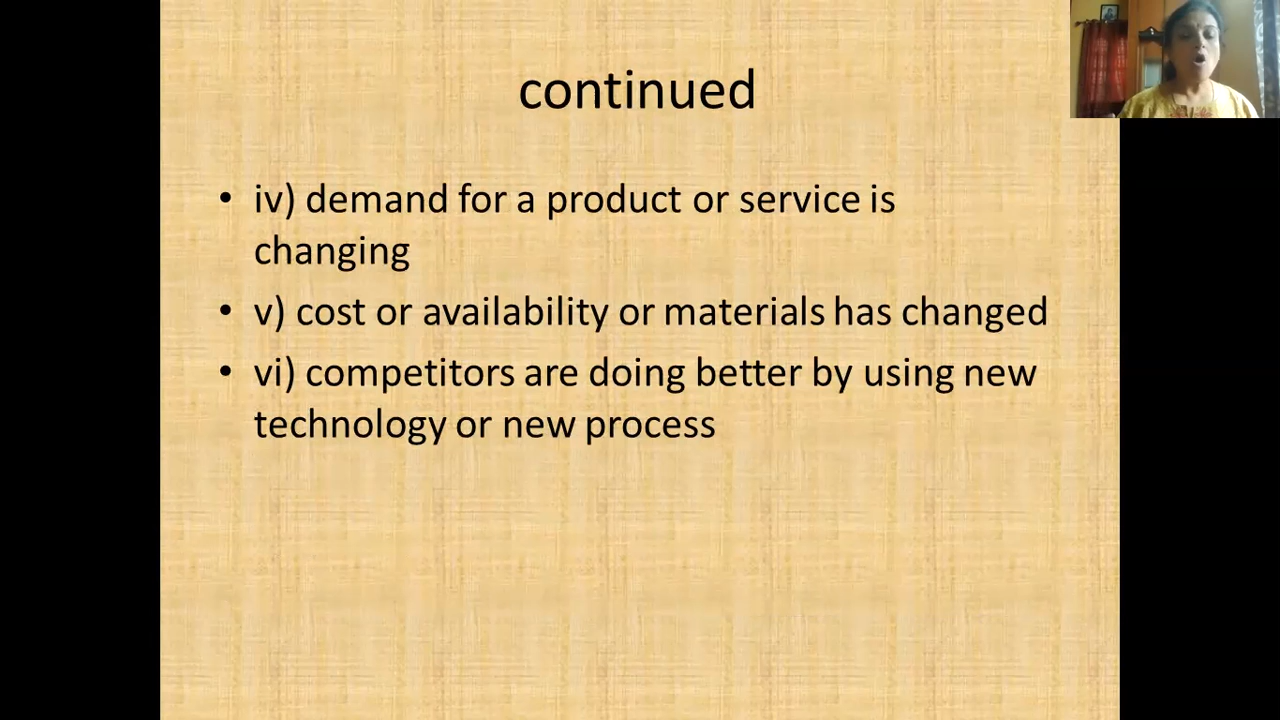 continued
• iv) demand for a product or service is
changing
• v) cost or availability or materials has changed
• vi) competitors are doing better by using new
technology or new process